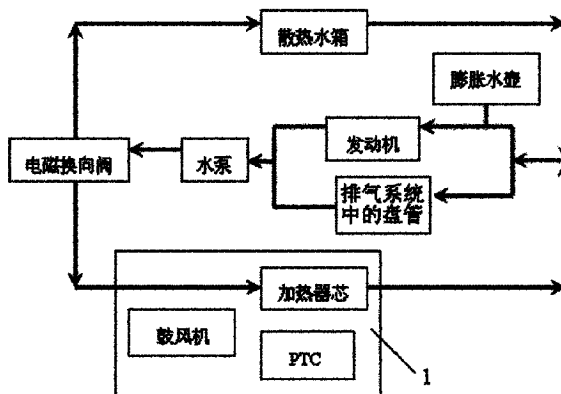 散热水箱
膨胀水壶
发动机
电磁换向阀
水泵
排气系统
中的盘管
加热器芯
鼓风机
PTC
1